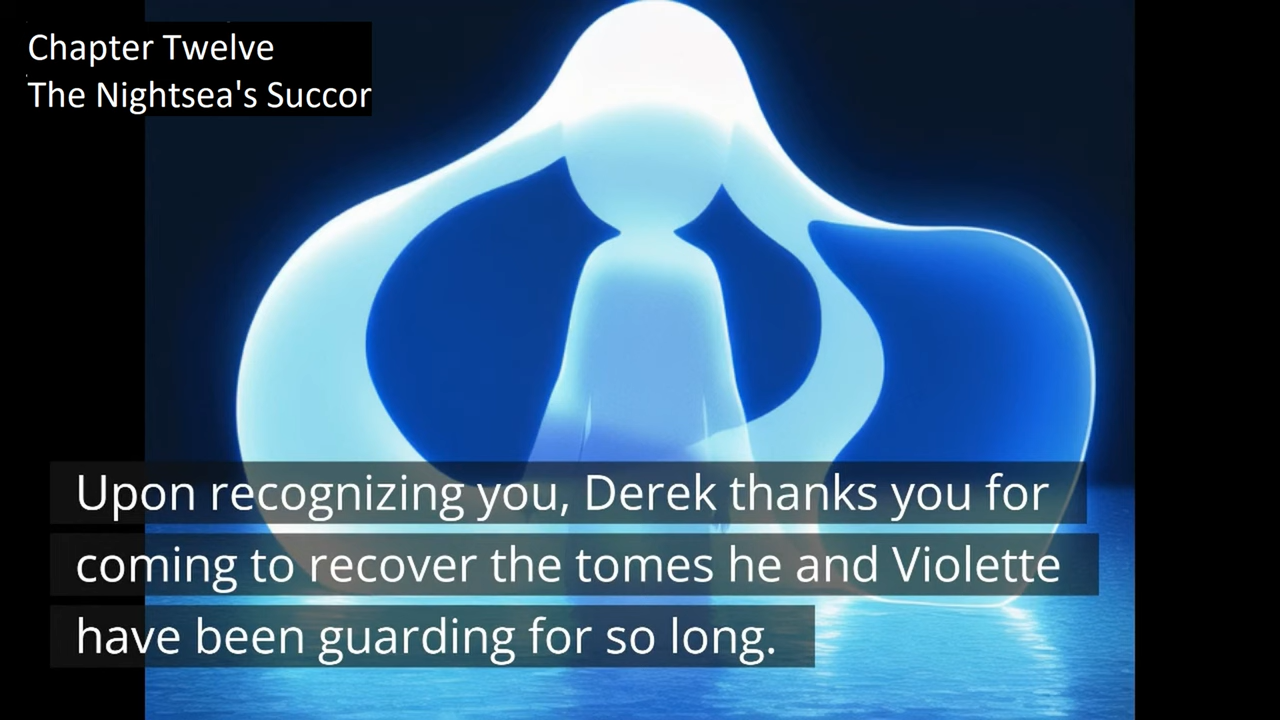 Chapter Twelve
The Nightsea's Succor
Upon recognizing you, Derek thanks you for
coming to recover the tomes he and Violette
have been guarding for so long.